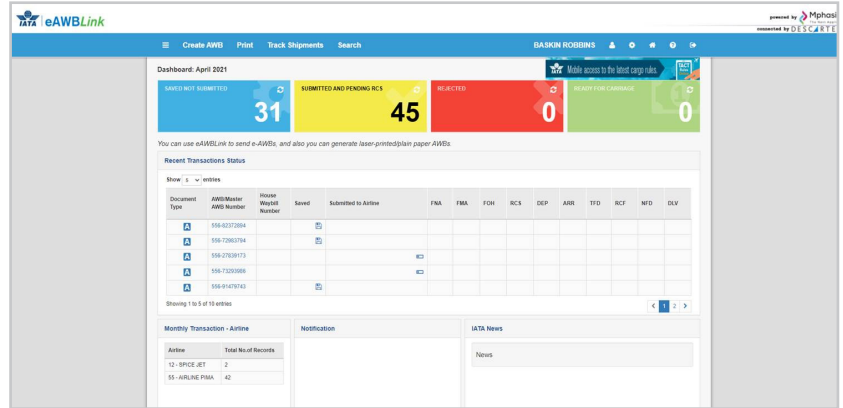 IATA eAWBLink
powered by Mphasi
connected by DESCARTE
Create AWB Print Track Shipments Search BASKIN ROBBINS
Dashboard: April 2021
IATA Mobile access to the latest cargo rules. TACT
SAVED NOT SUBMITTED
31
SUBMITTED AND PENDING RCS
45
REJECTED
0
READY FOR CARRIAGE
0
You can use eAWBLink to send e-AWBs, and also you can generate laser-printed/plain paper AWBs.
Recent Transactions Status
Show 5 entries
Document Type AWB/Master AWB Number House Waybill Number Saved Submitted to Airline FNA FMA FOH RCS DEP ARR TFD RCF NFD DLV
A 556-82372884
A 556-72983784
A 556-27639173
A 556-73293986
A 556-91479743
Showing 1 to 5 of 10 entries
1 2
Monthly Transaction - Airline Notification IATA News
Airline Total No.of Records
12 - SPICE JET 2
55 - AIRLINE PIMA 42
News